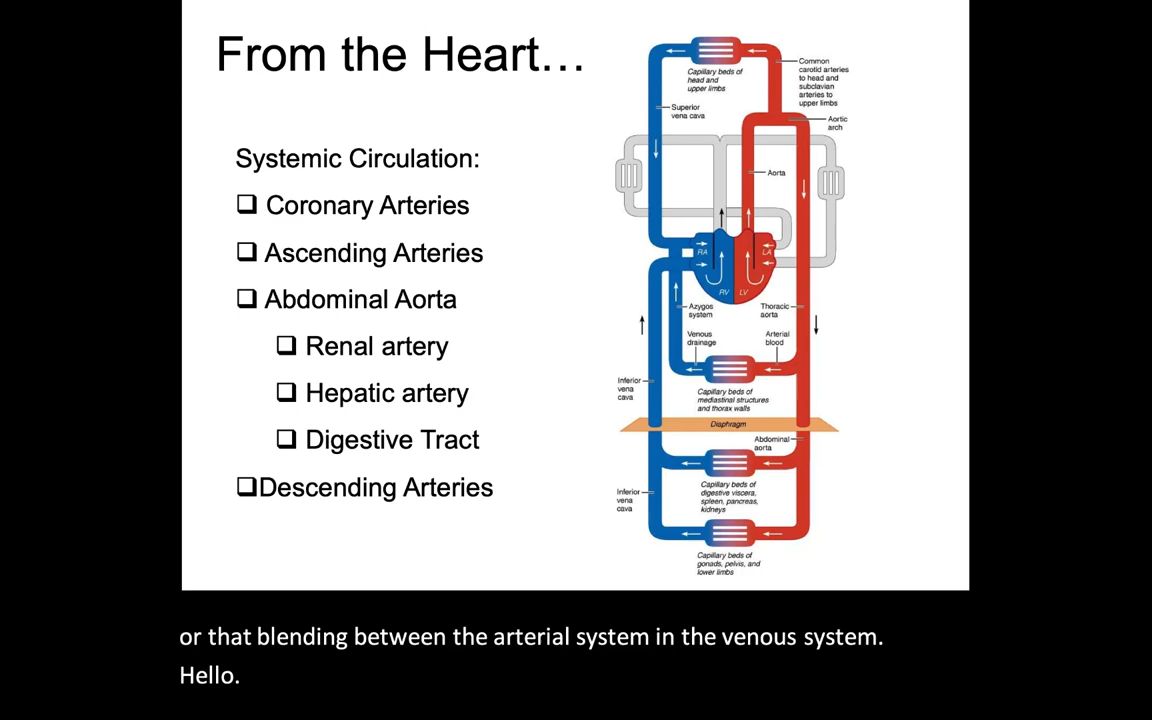 From the Heart…
Systemic Circulation:
Coronary Arteries
Ascending Arteries
Abdominal Aorta
Renal artery
Hepatic artery
Digestive Tract
Descending Arteries
Capillary beds of
head and
upper limbs
Common
carotid arteries
to head and
subclavian
arteries to
upper limbs
Superior
vena cava
Aortic
arch
Aorta
RA
LA
RV
LV
Azygos
system
Thoracic
aorta
Venous
drainage
Arterial
blood
Inferior
vena
cava
Capillary beds of
mediastinal structures
and thorax walls
Diaphragm
Abdominal
aorta
Inferior
vena
cava
Capillary beds of
digestive viscera,
spleen, pancreas,
kidneys
Capillary beds of
gonads, pelvis, and
lower limbs
or that blending between the arterial system in the venous system.
Hello.